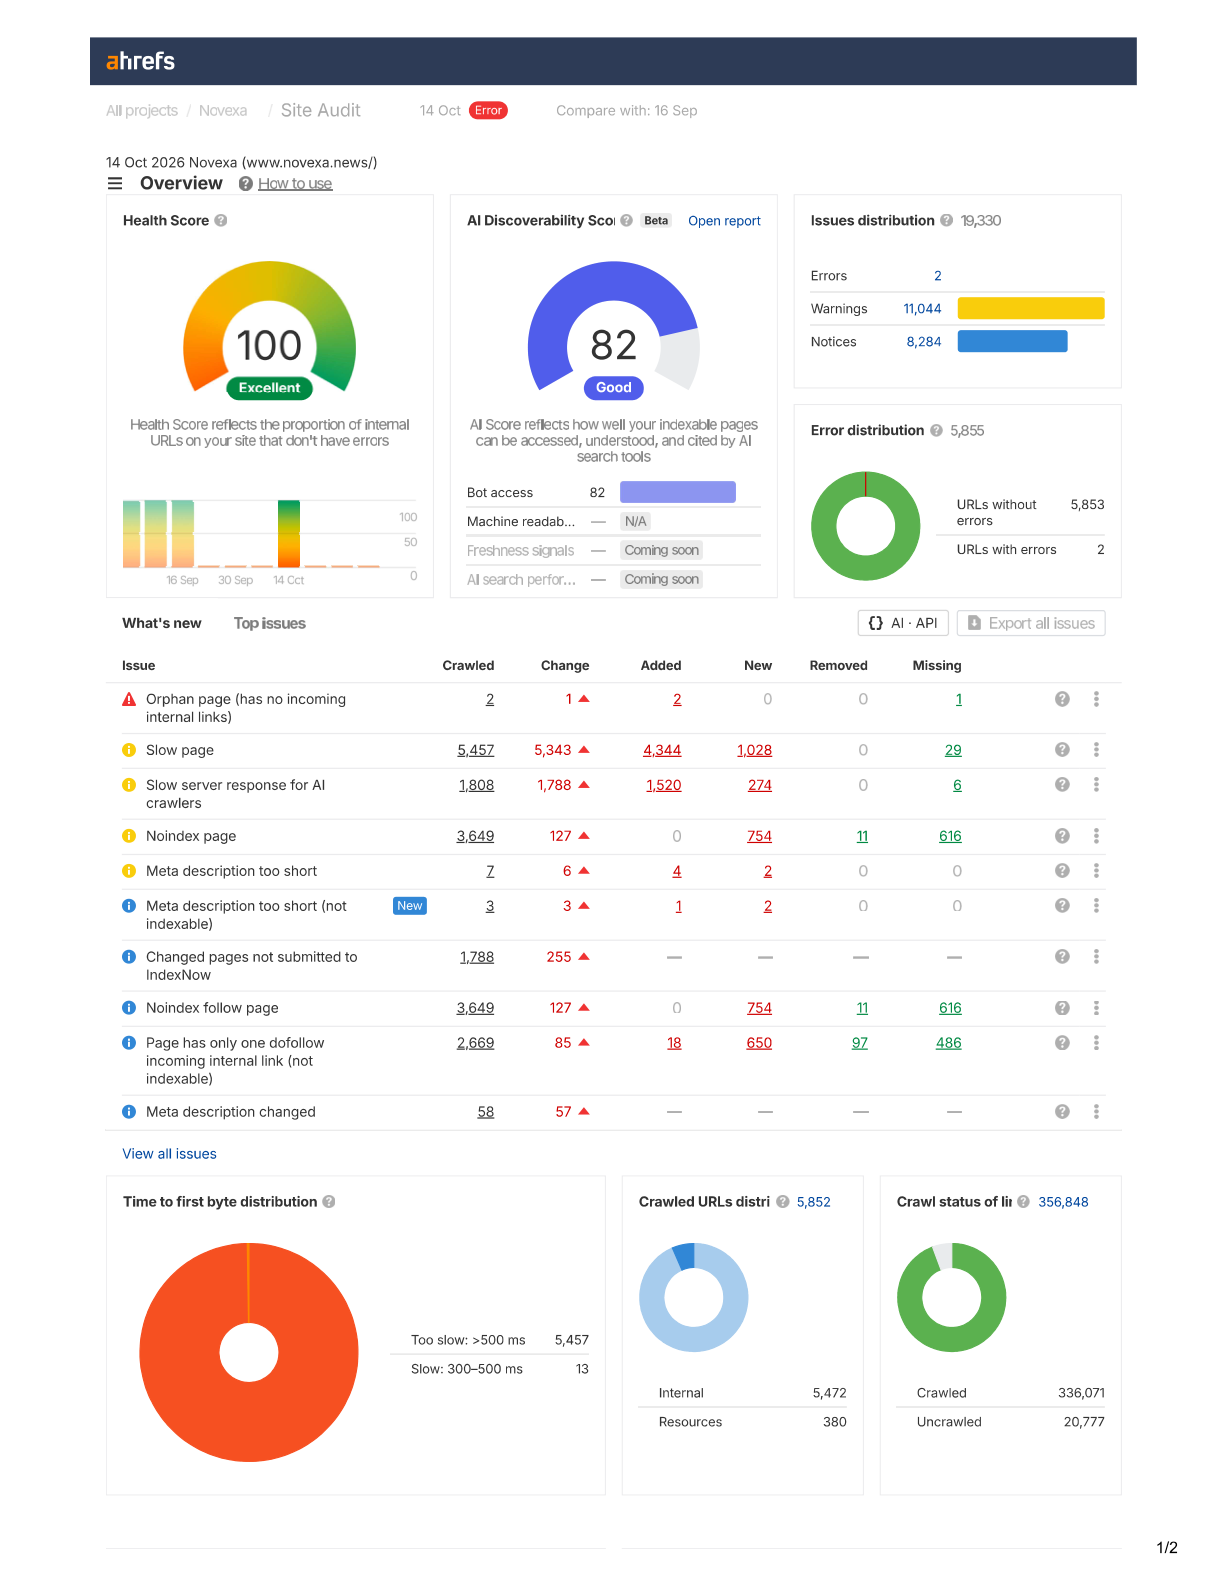 ahrefs
All projects / Novexa / Site Audit 14 Oct Error Compare with: 16 Sep
14 Oct 2026 Novexa (www.novexa.news/)
Overview How to use
Health Score
100
Excellent
Health Score reflects the proportion of internal
URLs on your site that don't have errors
100
50
0
16 Sep 30 Sep 14 Oct
AI Discoverability Scor Beta Open report
82
Good
AI Score reflects how well your indexable pages
can be accessed, understood, and cited by AI
search tools
Bot access 82
Machine readab... — N/A
Freshness signals — Coming soon
AI search perfor... — Coming soon
Issues distribution 19,330
Errors 2
Warnings 11,044
Notices 8,284
Error distribution 5,855
URLs without
errors 5,853
URLs with errors 2
What's new Top issues {} AI · API Export all issues
Issue Crawled Change Added New Removed Missing
Orphan page (has no incoming
internal links) 2 1 2 0 0 1
Slow page 5,457 5,343 4,344 1,028 0 29
Slow server response for AI
crawlers 1,808 1,788 1,520 274 0 6
Noindex page 3,649 127 0 754 11 616
Meta description too short 7 6 4 2 0 0
Meta description too short (not
indexable) New 3 3 1 2 0 0
Changed pages not submitted to
IndexNow 1,788 255 — — — —
Noindex follow page 3,649 127 0 754 11 616
Page has only one dofollow
incoming internal link (not
indexable) 2,669 85 18 650 97 486
Meta description changed 58 57 — — — —
View all issues
Time to first byte distribution
Too slow: >500 ms 5,457
Slow: 300–500 ms 13
Crawled URLs distri 5,852
Internal 5,472
Resources 380
Crawl status of lin 356,848
Crawled 336,071
Uncrawled 20,777
1/2